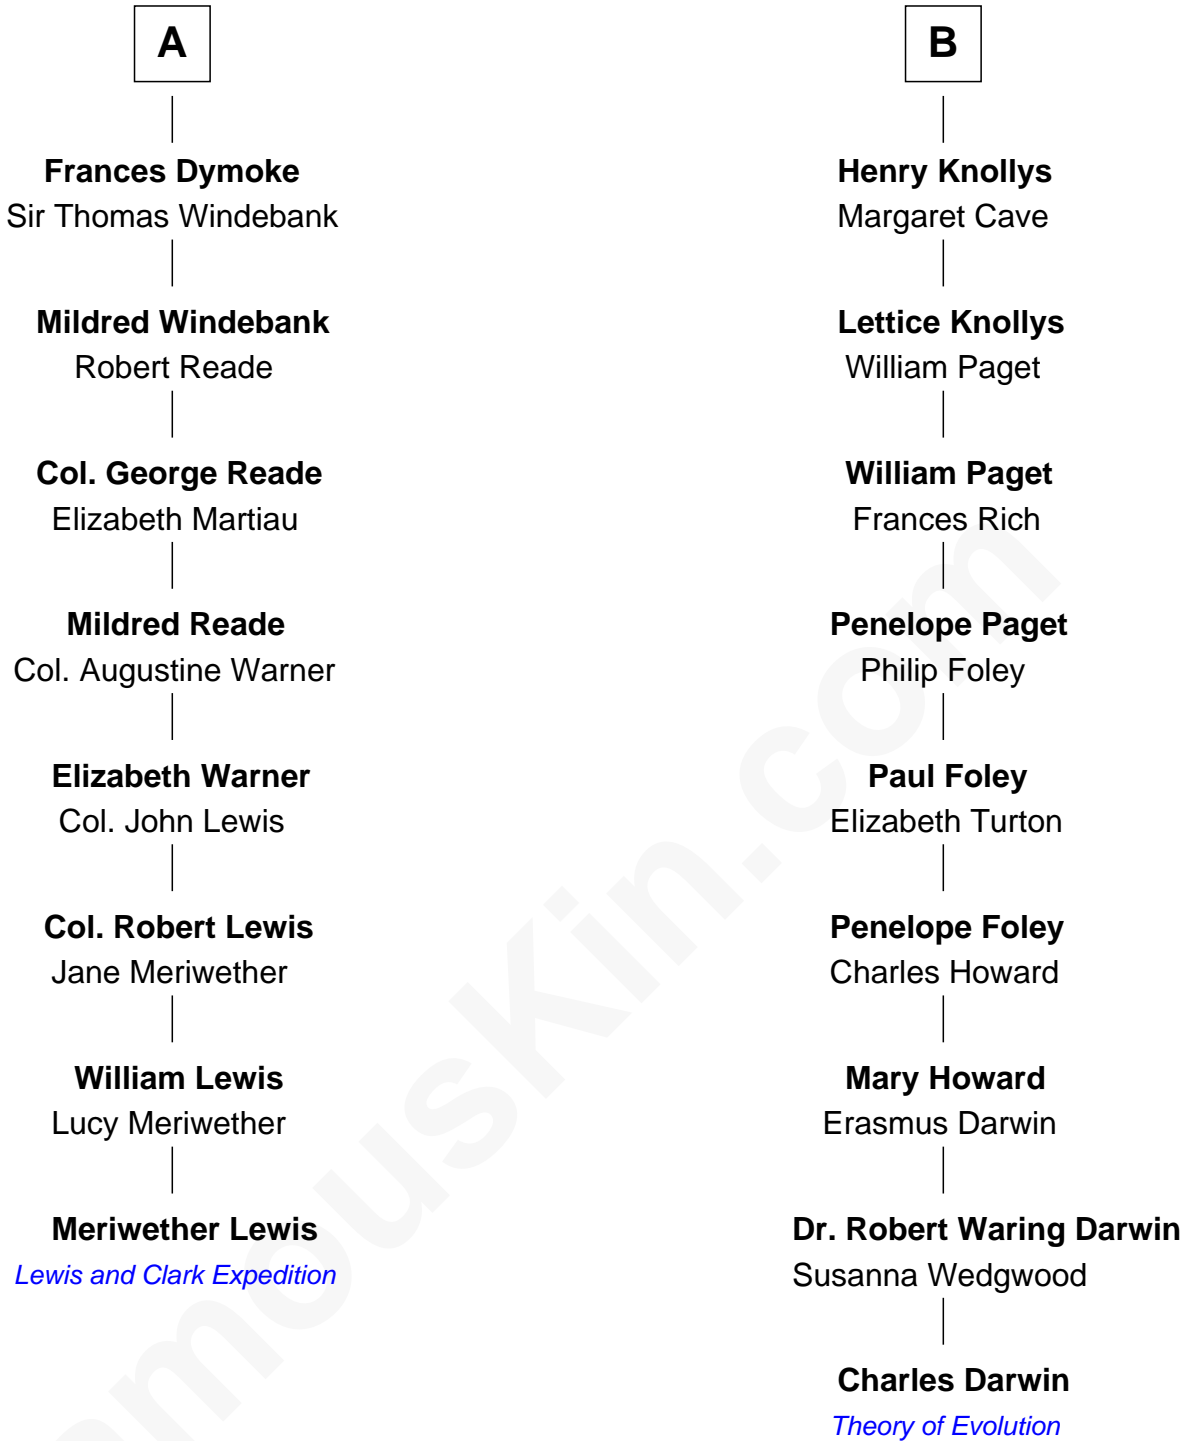 A
Frances Dymoke
Sir Thomas Windebank
Mildred Windebank
Robert Reade
Col. George Reade
Elizabeth Martiau
Mildred Reade
Col. Augustine Warner
Elizabeth Warner
Col. John Lewis
Col. Robert Lewis
Jane Meriwether
William Lewis
Lucy Meriwether
Meriwether Lewis
Lewis and Clark Expedition
B
Henry Knollys
Margaret Cave
Lettice Knollys
William Paget
William Paget
Frances Rich
Penelope Paget
Philip Foley
Paul Foley
Elizabeth Turton
Penelope Foley
Charles Howard
Mary Howard
Erasmus Darwin
Dr. Robert Waring Darwin
Susanna Wedgwood
Charles Darwin
Theory of Evolution
mousKin.com